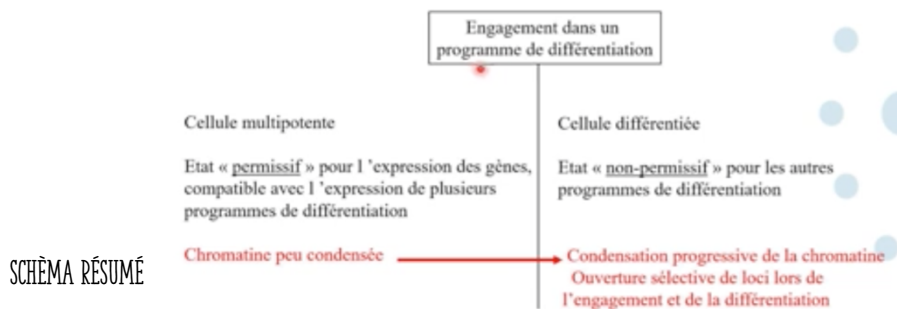 Engagement dans un
programme de différentiation
Cellule multipotente
Etat « permissif » pour l 'expression des gènes,
compatible avec l 'expression de plusieurs
programmes de différentiation
Chromatine peu condensée
Cellule différentiée
Etat « non-permissif » pour les autres
programmes de différentiation
Condensation progressive de la chromatine
Ouverture sélective de loci lors de
l'engagement et de la différentiation
SCHÈMA RÉSUMÉ